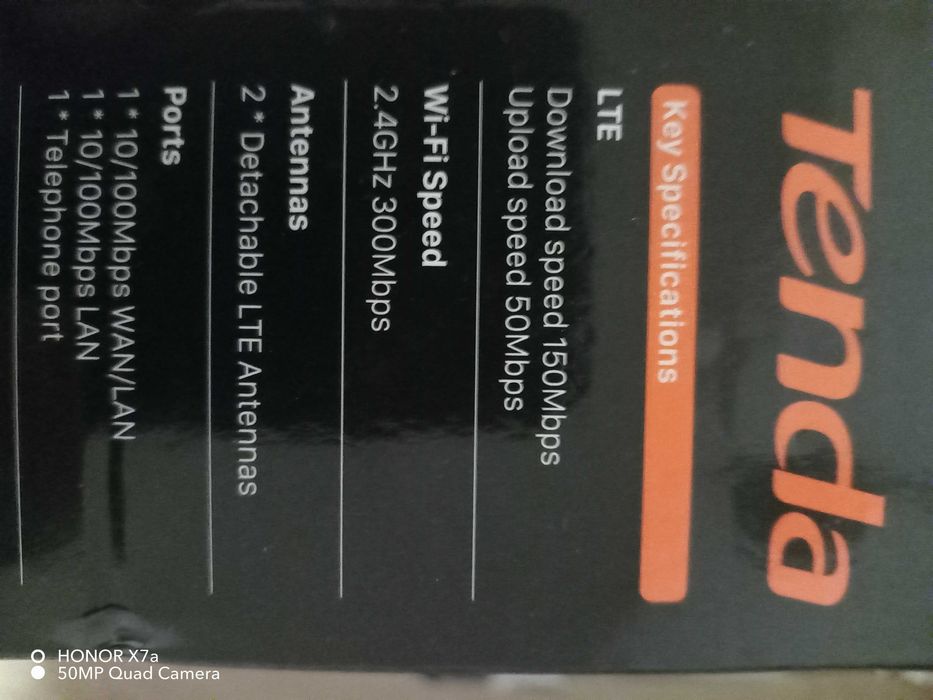 Tenda
Key Specifications
LTE
Download speed 150Mbps
Upload speed 50Mbps
Wi-Fi Speed
2.4GHz 300Mbps
Antennas
2 * Detachable LTE Antennas
Ports
1 * 10/100Mbps WAN/LAN
1 * 10/100Mbps LAN
1 * Telephone port
HONOR X7a
50MP Quad Camera